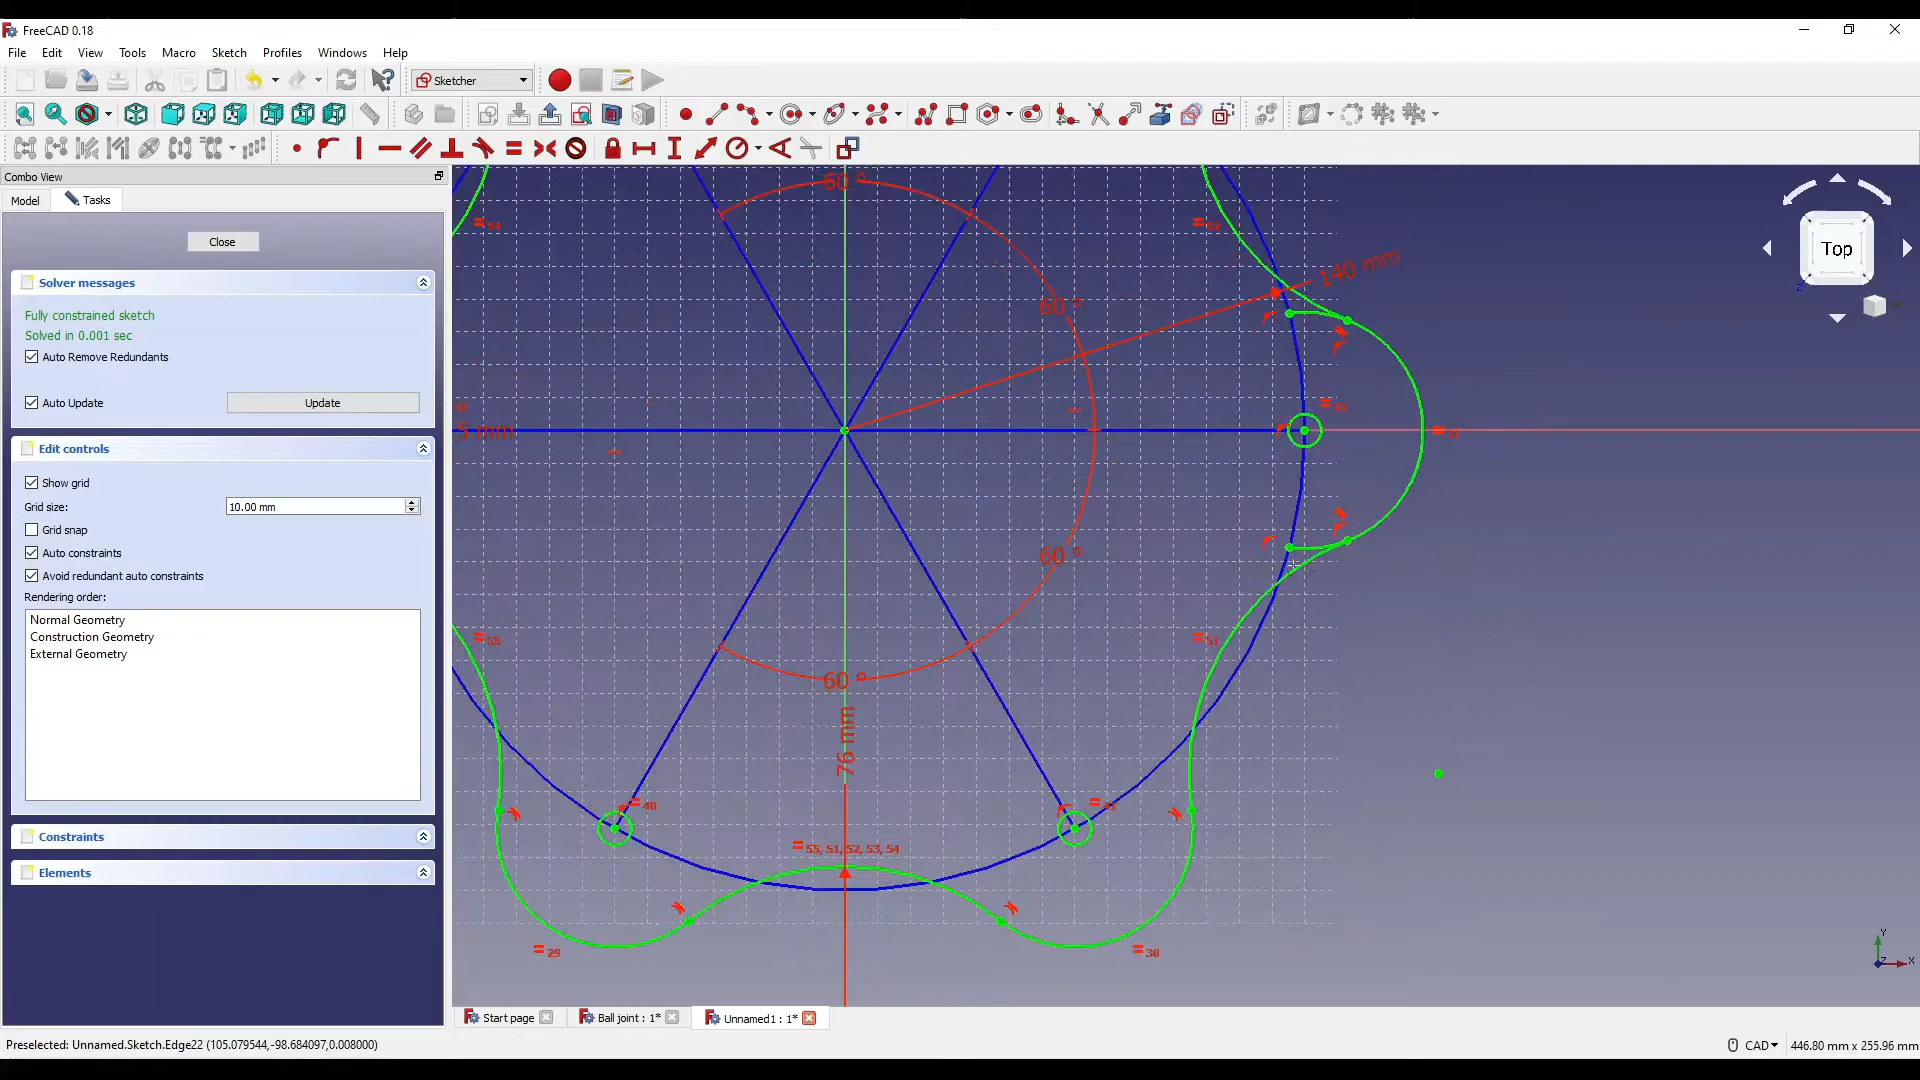 FreeCAD 0.18
File Edit View Tools Macro Sketch Profiles Windows Help
Sketcher
Combo View
Model Tasks
Close
Solver messages
Fully constrained sketch
Solved in 0.001 sec
Auto Remove Redundants
Auto Update Update
Edit controls
Show grid
Grid size: 10.00 mm
Grid snap
Auto constraints
Avoid redundant auto constraints
Rendering order:
Normal Geometry
Construction Geometry
External Geometry
Constraints
Elements
60 °
54
140 mm
60 °
5 mm
60 °
55
51
60 °
76 mm
40
55, 51, 52, 53, 54
29
30
Top
Z
Y
Z X
Start page Ball joint : 1* Unnamed1 : 1*
Preselected: Unnamed.Sketch.Edge22 (105.079544,-98.684097,0.008000)
CAD 446.80 mm x 255.96 mm